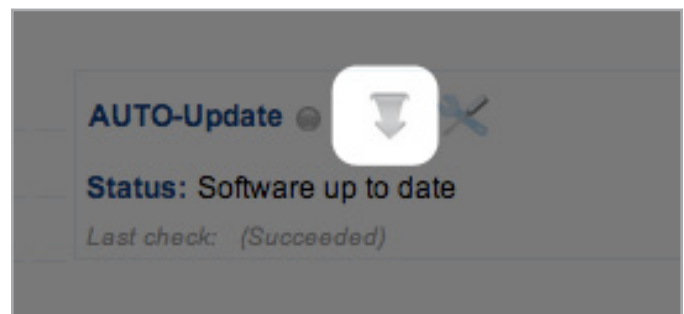 AUTO-Update
Status: Software up to date
Last check: (Succeeded)